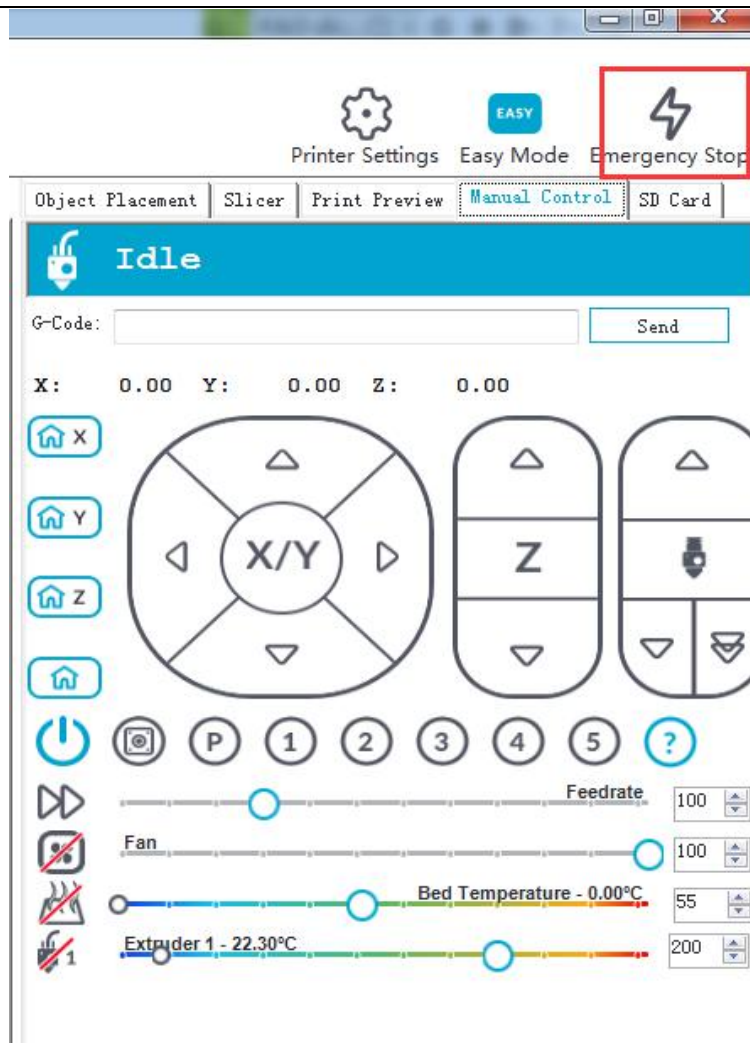 EASY
Printer Settings Easy Mode Emergency Stop
Object Placement Slicer Print Preview Manual Control SD Card
Idle
G-Code: Send
X: 0.00 Y: 0.00 Z: 0.00
X
Y
X/Y Z
Z
P 1 2 3 4 5 ?
Feedrate 100
Fan 100
Bed Temperature - 0.00°C 55
1 Extruder 1 - 22.30°C 200